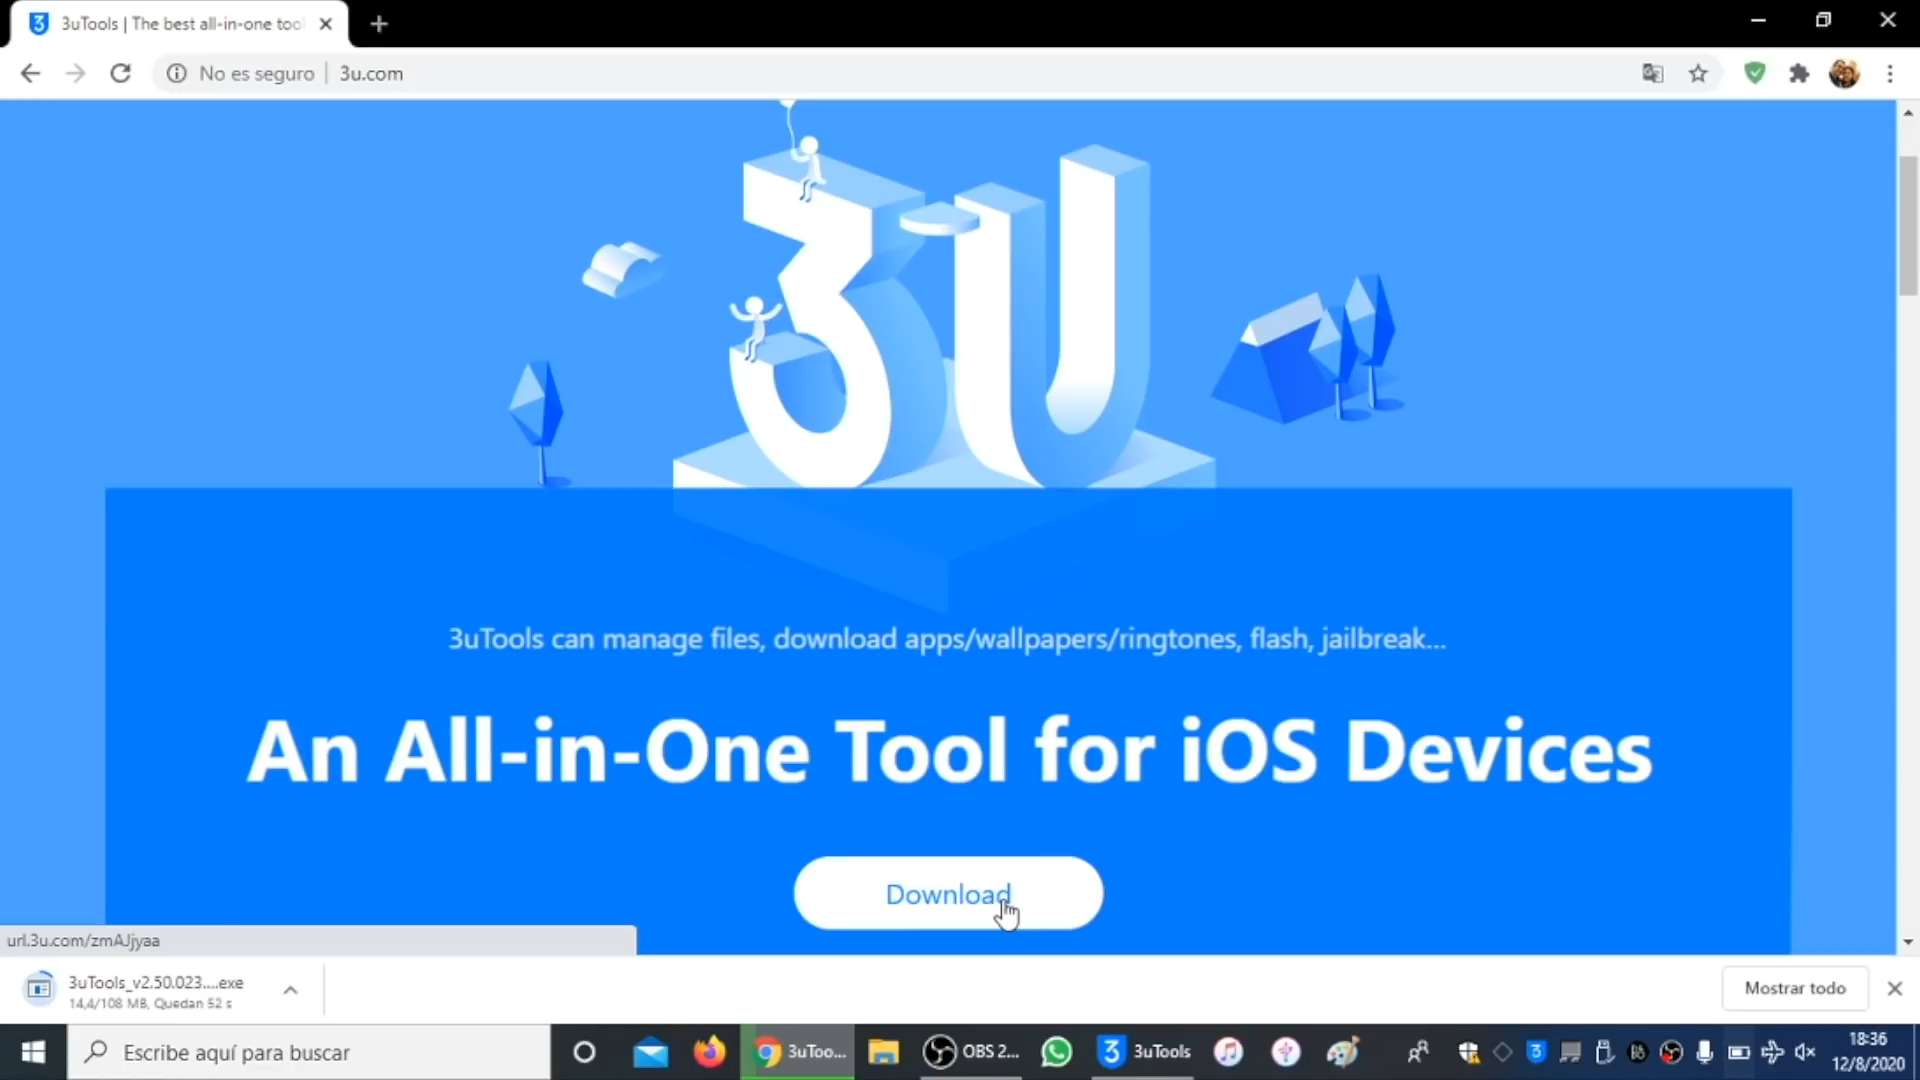 3uTools | The best all-in-one tool
No es seguro | 3u.com
3U
3uTools can manage files, download apps/wallpapers/ringtones, flash, jailbreak...
An All-in-One Tool for iOS Devices
Download
url.3u.com/zmAJjyaa
3uTools_v2.50.023....exe
14,4/108 MB, Quedan 52 s
Mostrar todo
Escribe aquí para buscar
3uToo...
OBS 2...
3uTools
18:36
12/8/2020